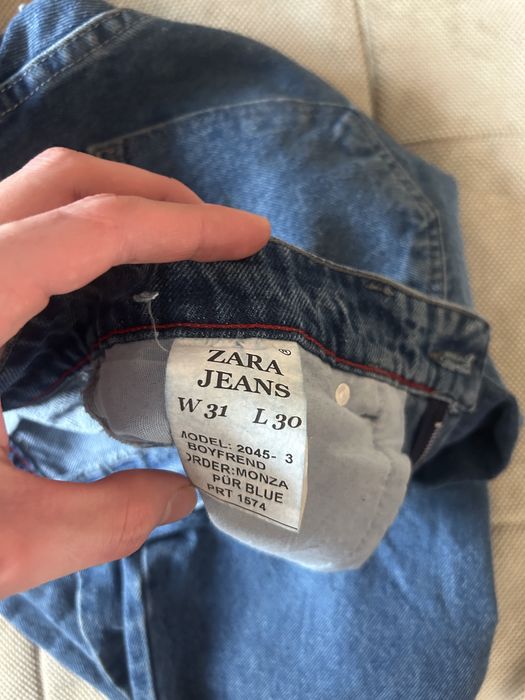 ZARA ®
JEANS
W 31 L 30
MODEL: 2045- 3
BOYFREND
ORDER:MONZA
PÜR BLUE
PRT 1574